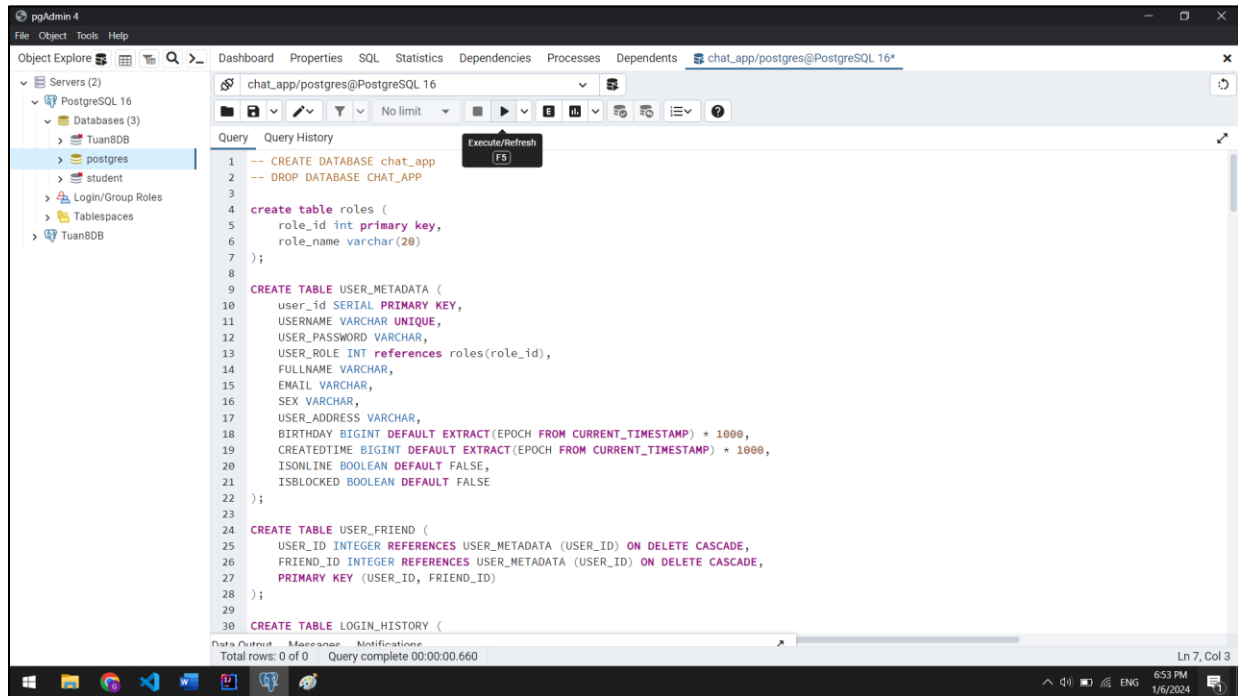 pgAdmin 4
File Object Tools Help
Object Explore
Dashboard Properties SQL Statistics Dependencies Processes Dependents chat_app/postgres@PostgreSQL 16*
Servers (2)
PostgreSQL 16
Databases (3)
Tuan8DB
postgres
student
Login/Group Roles
Tablespaces
Tuan8DB
chat_app/postgres@PostgreSQL 16
No limit
E
Query Query History
Execute/Refresh
F5
1 -- CREATE DATABASE chat_app
2 -- DROP DATABASE CHAT_APP
3
4 create table roles (
5 role_id int primary key,
6 role_name varchar(20)
7 );
8
9 CREATE TABLE USER_METADATA (
10 user_id SERIAL PRIMARY KEY,
11 USERNAME VARCHAR UNIQUE,
12 USER_PASSWORD VARCHAR,
13 USER_ROLE INT references roles(role_id),
14 FULLNAME VARCHAR,
15 EMAIL VARCHAR,
16 SEX VARCHAR,
17 USER_ADDRESS VARCHAR,
18 BIRTHDAY BIGINT DEFAULT EXTRACT(EPOCH FROM CURRENT_TIMESTAMP) * 1000,
19 CREATEDTIME BIGINT DEFAULT EXTRACT(EPOCH FROM CURRENT_TIMESTAMP) * 1000,
20 ISONLINE BOOLEAN DEFAULT FALSE,
21 ISBLOCKED BOOLEAN DEFAULT FALSE
22 );
23
24 CREATE TABLE USER_FRIEND (
25 USER_ID INTEGER REFERENCES USER_METADATA (USER_ID) ON DELETE CASCADE,
26 FRIEND_ID INTEGER REFERENCES USER_METADATA (USER_ID) ON DELETE CASCADE,
27 PRIMARY KEY (USER_ID, FRIEND_ID)
28 );
29
30 CREATE TABLE LOGIN_HISTORY (
Data Output Messages Notifications
Total rows: 0 of 0 Query complete 00:00:00.660 Ln 7, Col 3
ENG
6:53 PM
1/6/2024